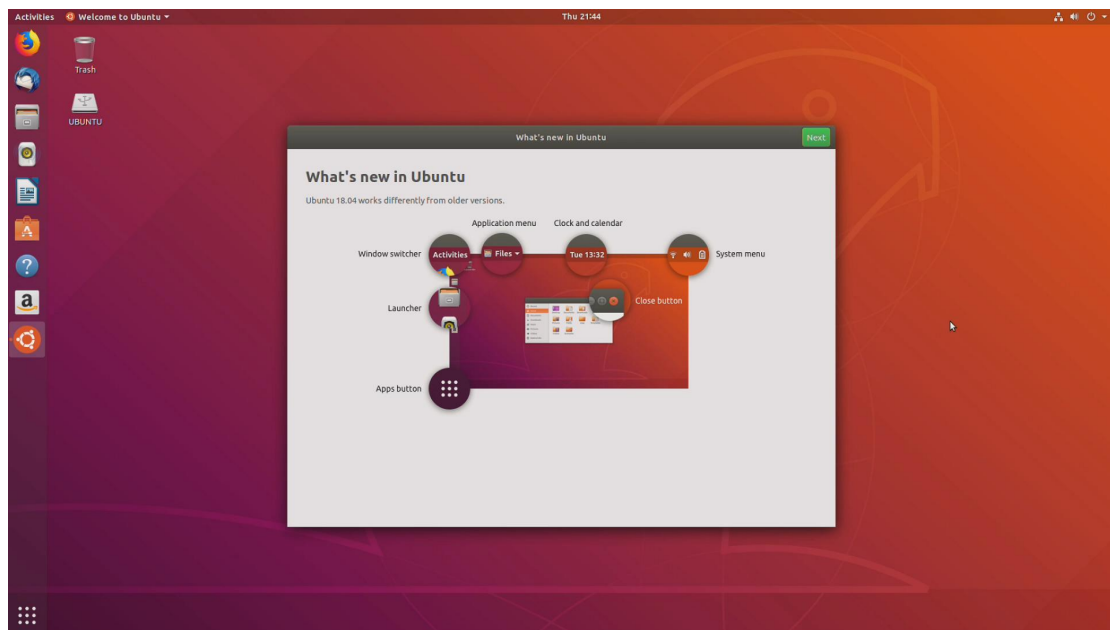 Activities Welcome to Ubuntu Thu 21:44
Trash
UBUNTU
What's new in Ubuntu Next
What's new in Ubuntu
Ubuntu 18.04 works differently from older versions.
Application menu Clock and calendar
Window switcher Activities Files Tue 13:32 System menu
Launcher Close button
Apps button